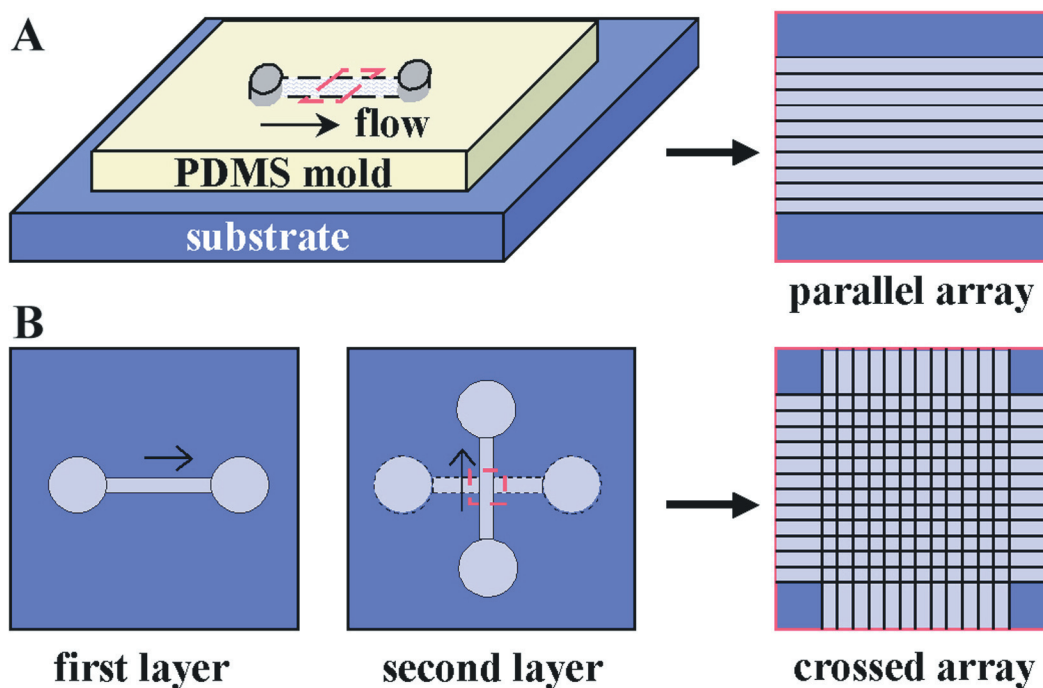 A
flow
PDMS mold
substrate
parallel array
B
first layer
second layer
crossed array